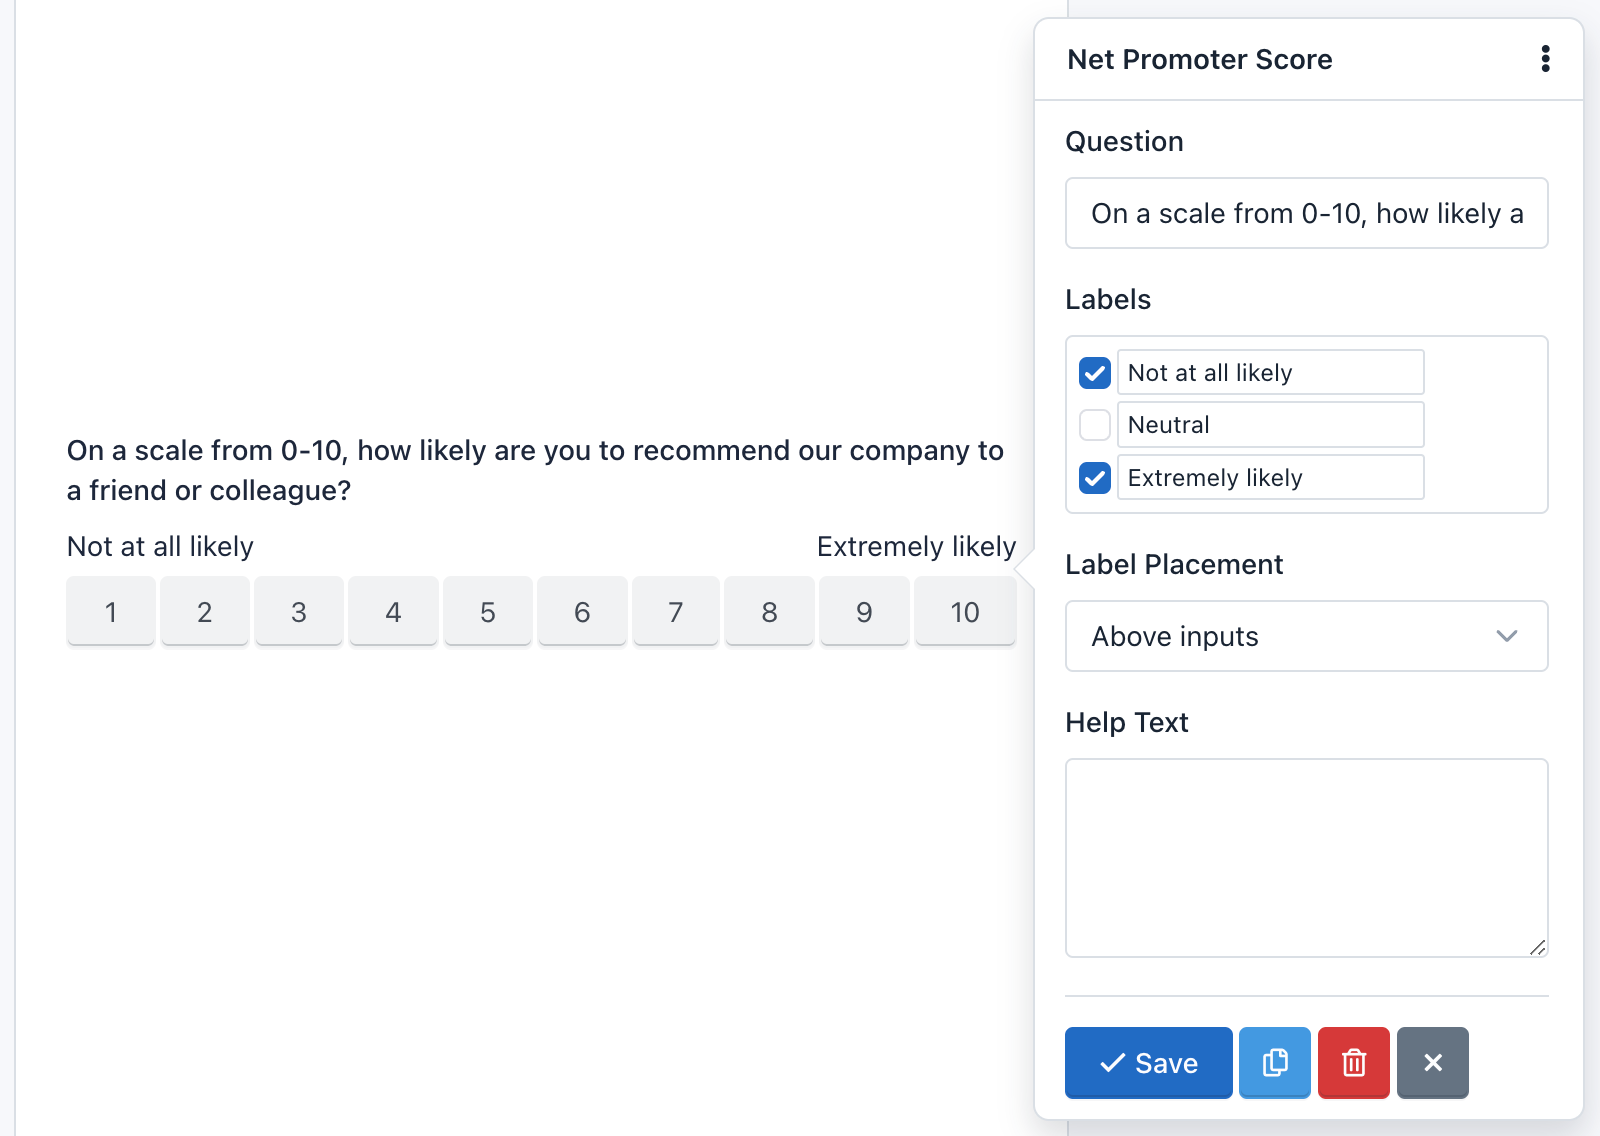 On a scale from 0-10, how likely are you to recommend our company to
a friend or colleague?
Not at all likely
Extremely likely
1 2 3 4 5 6 7 8 9 10
Net Promoter Score
Question
On a scale from 0-10, how likely a
Labels
Not at all likely
Neutral
Extremely likely
Label Placement
Above inputs
Help Text
Save